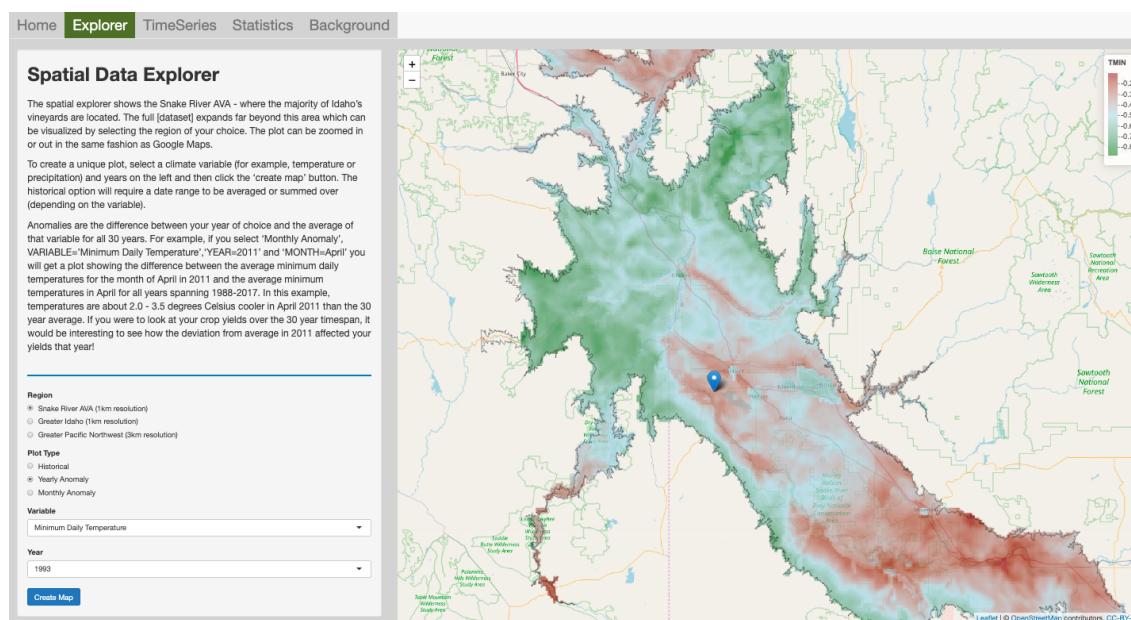 Home Explorer TimeSeries Statistics Background
Spatial Data Explorer
The spatial explorer shows the Snake River AVA - where the majority of Idaho's
vineyards are located. The full [dataset] expands far beyond this area which can
be visualized by selecting the region of your choice. The plot can be zoomed in
or out in the same fashion as Google Maps.
To create a unique plot, select a climate variable (for example, temperature or
precipitation) and years on the left and then click the 'create map' button. The
historical option will require a date range to be averaged or summed over
(depending on the variable).
Anomalies are the difference between your year of choice and the average of
that variable for all 30 years. For example, if you select 'Monthly Anomaly',
VARIABLE='Minimum Daily Temperature','YEAR=2011' and 'MONTH=April' you
will get a plot showing the difference between the average minimum daily
temperatures for the month of April in 2011 and the average minimum
temperatures in April for all years spanning 1988-2017. In this example,
temperatures are about 2.0 - 3.5 degrees Celsius cooler in April 2011 than the 30
year average. If you were to look at your crop yields over the 30 year timespan, it
would be interesting to see how the deviation from average in 2011 affected your
yields that year!
Region
Snake River AVA (1km resolution)
Greater Idaho (1km resolution)
Greater Pacific Northwest (3km resolution)
Plot Type
Historical
Yearly Anomaly
Monthly Anomaly
Variable
Minimum Daily Temperature
Year
1993
Create Map
+
−
Forest
Baker City
TMIN
Boise National
Forest
Sawtooth
National
Recreation
Area
Sawtooth
Wilderness
Area
Sawtooth
National
Forest
Leaflet | © OpenStreetMap contributors, CC-BY-